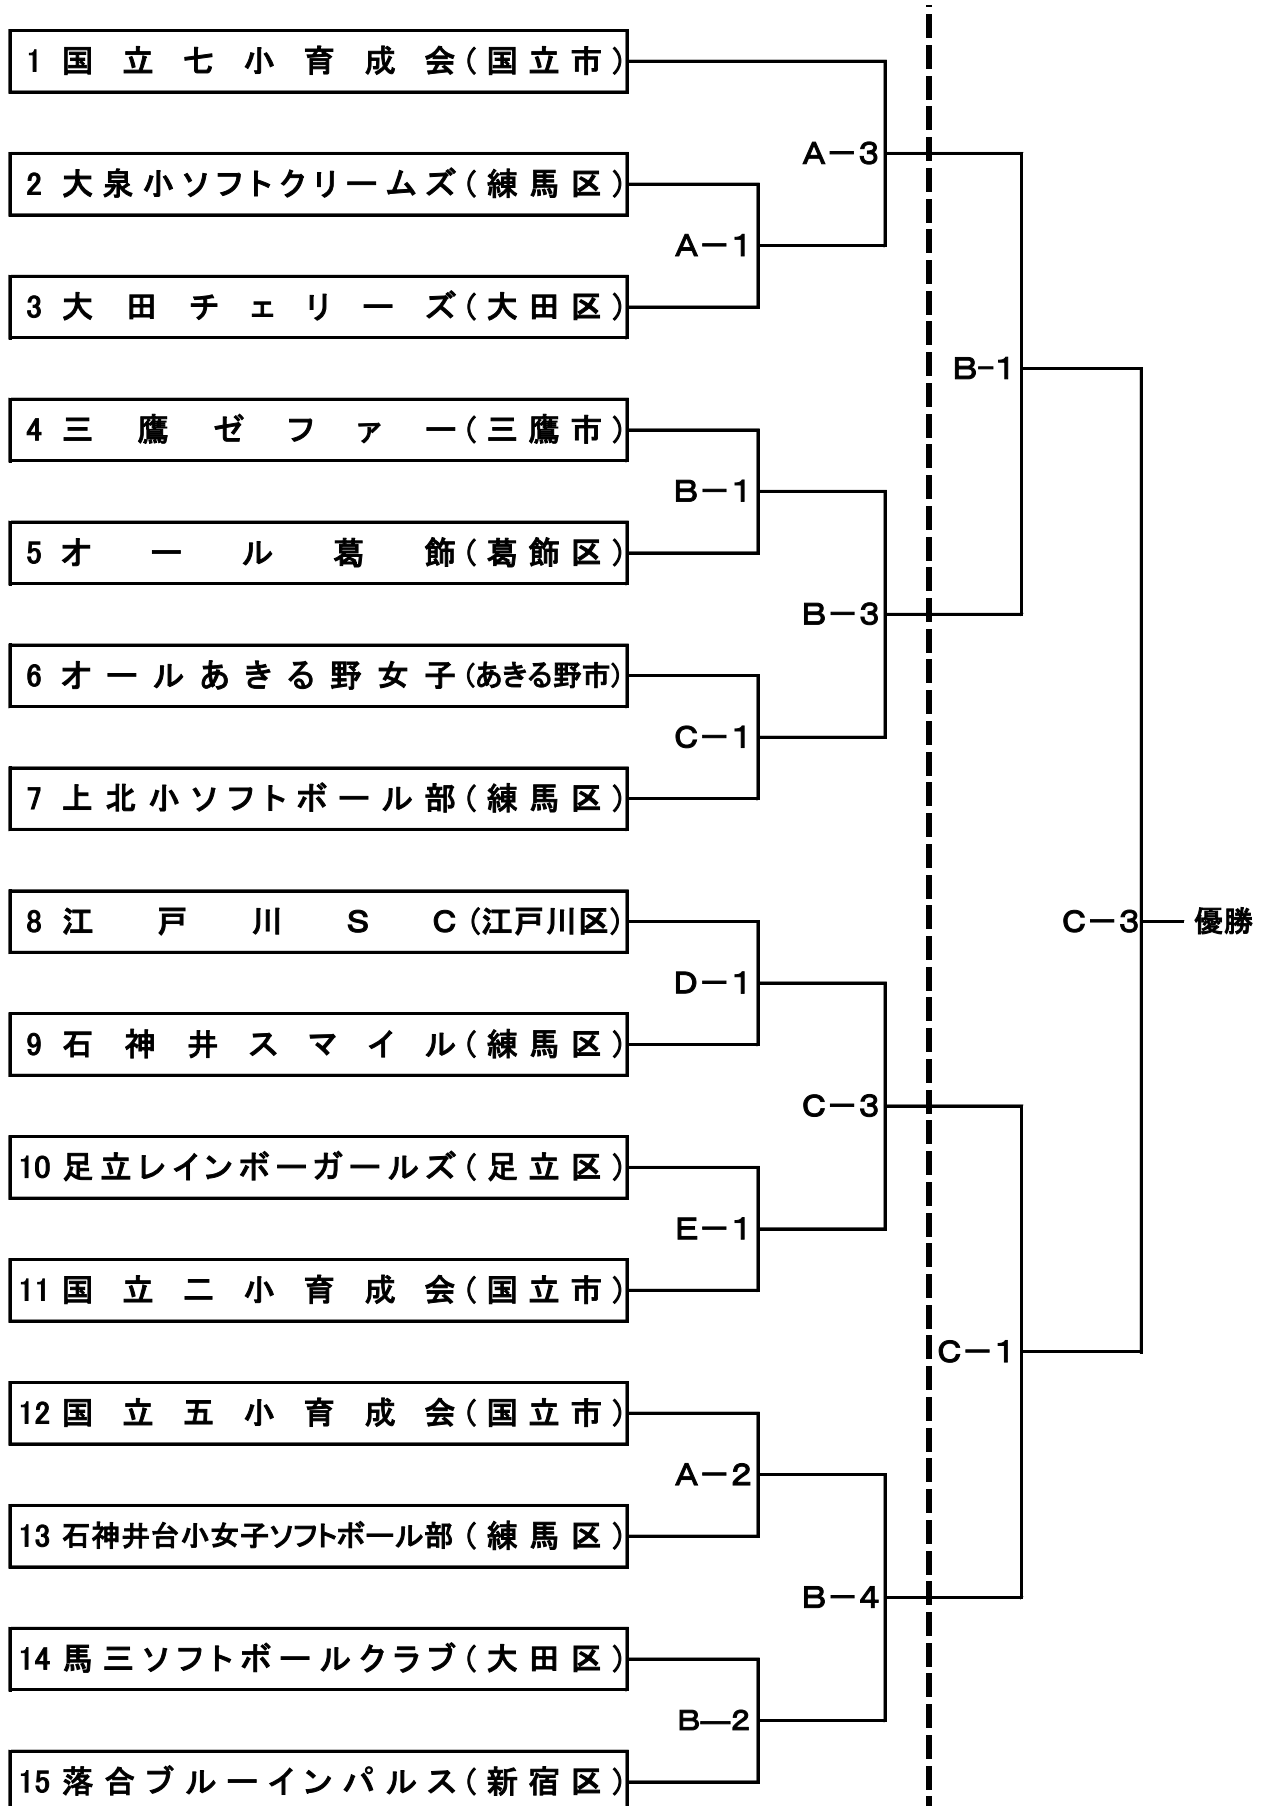 1 国立七小育成会(国立市)
A－3
2 大泉小ソフトクリームズ(練馬区)
A－1
3 大田チェリーズ(大田区)
B-1
4 三鷹ゼファー(三鷹市)
B－1
5 オール葛飾(葛飾区)
B－3
6 オールあきる野女子(あきる野市)
C－1
7 上北小ソフトボール部(練馬区)
8 江戸川SC(江戸川区)
C－3 優勝
D－1
9 石神井スマイル(練馬区)
C－3
10 足立レインボーガールズ(足立区)
E－1
11 国立二小育成会(国立市)
C－1
12 国立五小育成会(国立市)
A－2
13 石神井台小女子ソフトボール部(練馬区)
B－4
14 馬三ソフトボールクラブ(大田区)
B―2
15 落合ブルーインパルス(新宿区)